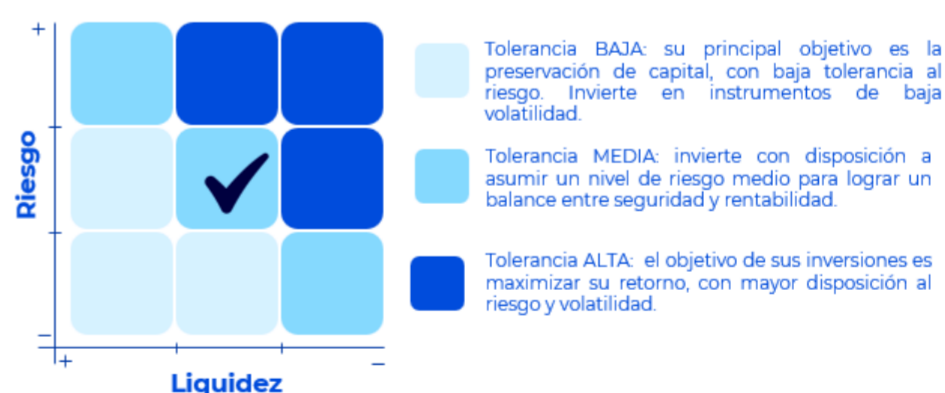 +
Riesgo
–
+
–
Liquidez
Tolerancia BAJA: su principal objetivo es la
preservación de capital, con baja tolerancia al
riesgo. Invierte en instrumentos de baja
volatilidad.
Tolerancia MEDIA: invierte con disposición a
asumir un nivel de riesgo medio para lograr un
balance entre seguridad y rentabilidad.
Tolerancia ALTA: el objetivo de sus inversiones es
maximizar su retorno, con mayor disposición al
riesgo y volatilidad.